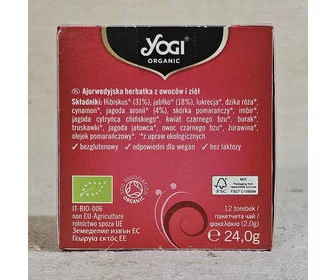 YOGI
ORGANIC
PL Ajurwedyjska herbatka z owoców i ziół
Składniki: Hibiskus* (31%), jabłko* (18%), lukrecja*, dzika róża*,
cynamon*, jagoda aronii* (4%), skórka pomarańczy*, imbir*,
jagoda cytryńca chińskiego*, kwiat czarnego bzu*, burak*,
truskawki*, jagoda jałowca*, owoc czarnego bzu*, żurawina*,
olejek pomarańczowy*. *z upraw ekologicznych
✓ bezglutenowy ✓ odpowiedni dla wegan ✓ bez laktozy
IT-BIO-006
non EU-Agriculture
rolnictwo spoza UE
Земеделие извън ЕС
Γεωργία εκτός ΕΕ
ORGANIC
MIX
FSC
12 torebek /
пакетчета чай /
φακελάκια (2,0g)
℮ 24,0g